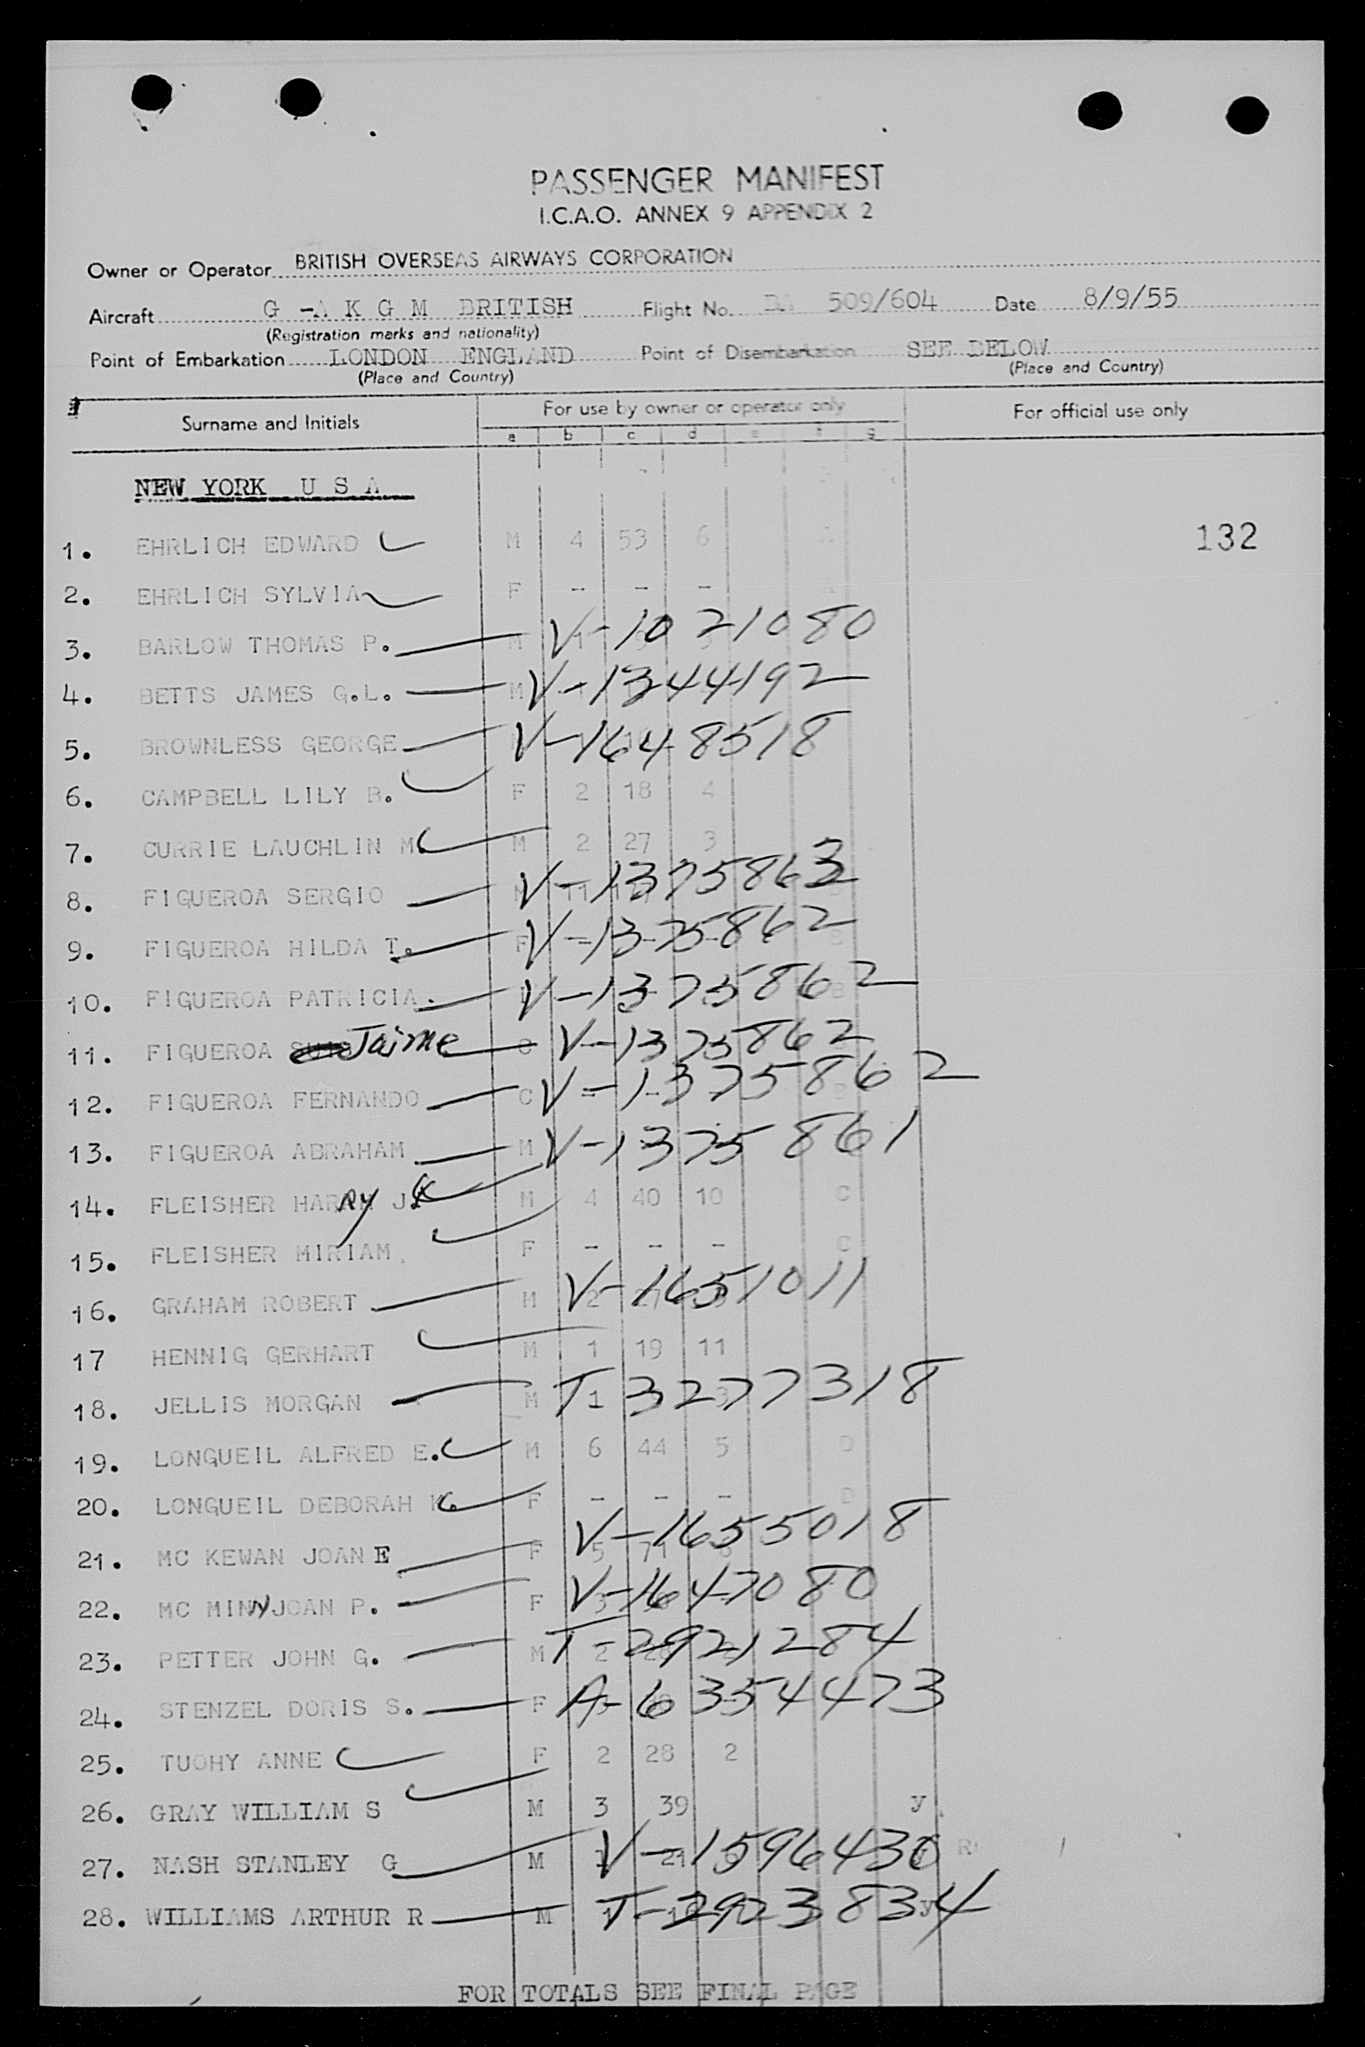 PASSENGER MANIFEST
I.C.A.O. ANNEX 9 APPENDIX 2
Owner or Operator BRITISH OVERSEAS AIRWAYS CORPORATION
Aircraft G -A K G M BRITISH Flight No. BA 509/604 Date 8/9/55
(Registration marks and nationality)
Point of Embarkation LONDON ENGLAND Point of Disembarkation SEE BELOW
(Place and Country) (Place and Country)
Surname and Initials For use by owner or operator only For official use only
a b c d e f g
NEW YORK U S A
1. EHRLICH EDWARD M 4 53 6 132
2. EHRLICH SYLVIA F - - -
3. BARLOW THOMAS P. M V-1021080
4. BETTS JAMES G.L. M V-1344192
5. BROWNLESS GEORGE M V-1648518
6. CAMPBELL LILY B. F 2 18 4
7. CURRIE LAUCHLIN M 2 27 3
8. FIGUEROA SERGIO M V-1375863
9. FIGUEROA HILDA T. F V-1375862
10. FIGUEROA PATRICIA. V-1375862
11. FIGUEROA Jaime C V-1375862
12. FIGUEROA FERNANDO C V-1375862
13. FIGUEROA ABRAHAM M V-1375861
14. FLEISHER HARRY J M 4 40 10 C
15. FLEISHER MIRIAM. F - - - C
16. GRAHAM ROBERT M V-1651011
17 HENNIG GERHART M 1 19 11
18. JELLIS MORGAN M T 3277318
19. LONGUEIL ALFRED E. M 6 44 5 D
20. LONGUEIL DEBORAH F - - - D
21. MC KEWAN JOAN E F V-1655018
22. MC MINN JOAN P. F V-1647080
23. PETTER JOHN G. M T-2921284
24. STENZEL DORIS S. F A-6354473
25. TUOHY ANNE F 2 28 2
26. GRAY WILLIAM S M 3 39 y
27. NASH STANLEY G M V-1596430
28. WILLIAMS ARTHUR R M T-2923834 y
FOR TOTALS SEE FINAL PAGE